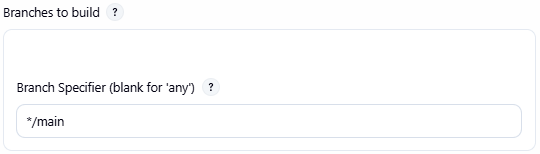 Branches to build ?
Branch Specifier (blank for 'any') ?
*/main